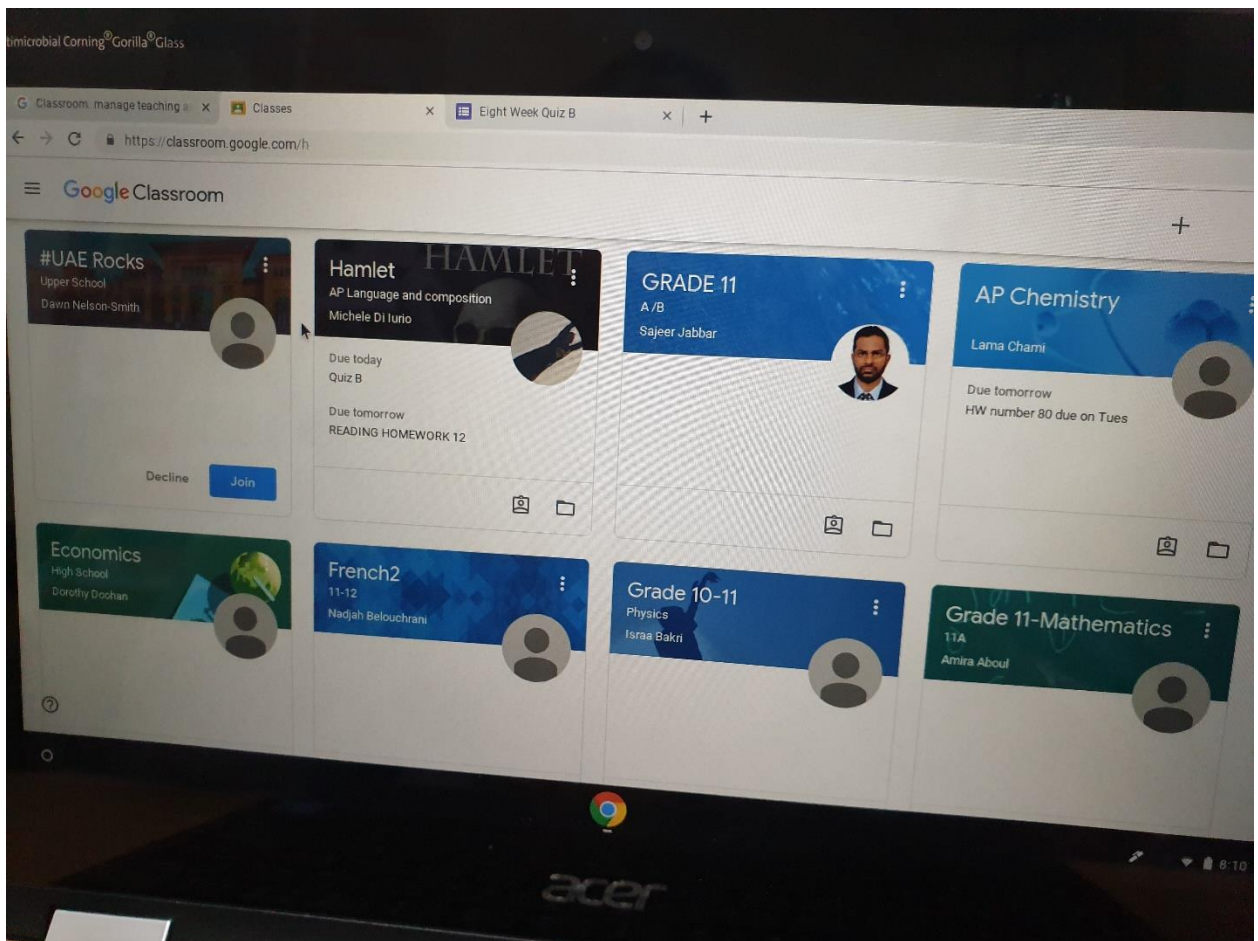 timicrobial Corning®Gorilla®Glass
Classroom: manage teaching a
Classes
Eight Week Quiz B
https://classroom.google.com/h
Google Classroom
#UAE Rocks
Upper School
Dawn Nelson-Smith
Decline
Join
HAMLET
Hamlet
AP Language and composition
Michele Di Iurio
Due today
Quiz B
Due tomorrow
READING HOMEWORK 12
GRADE 11
A /B
Sajeer Jabbar
AP Chemistry
Lama Chami
Due tomorrow
HW number 80 due on Tues
Economics
High School
Dorothy Doohan
French2
11-12
Nadjah Belouchrani
Grade 10-11
Physics
Israa Bakri
Grade 11-Mathematics
11A
Amira Aboul
8:10
acer